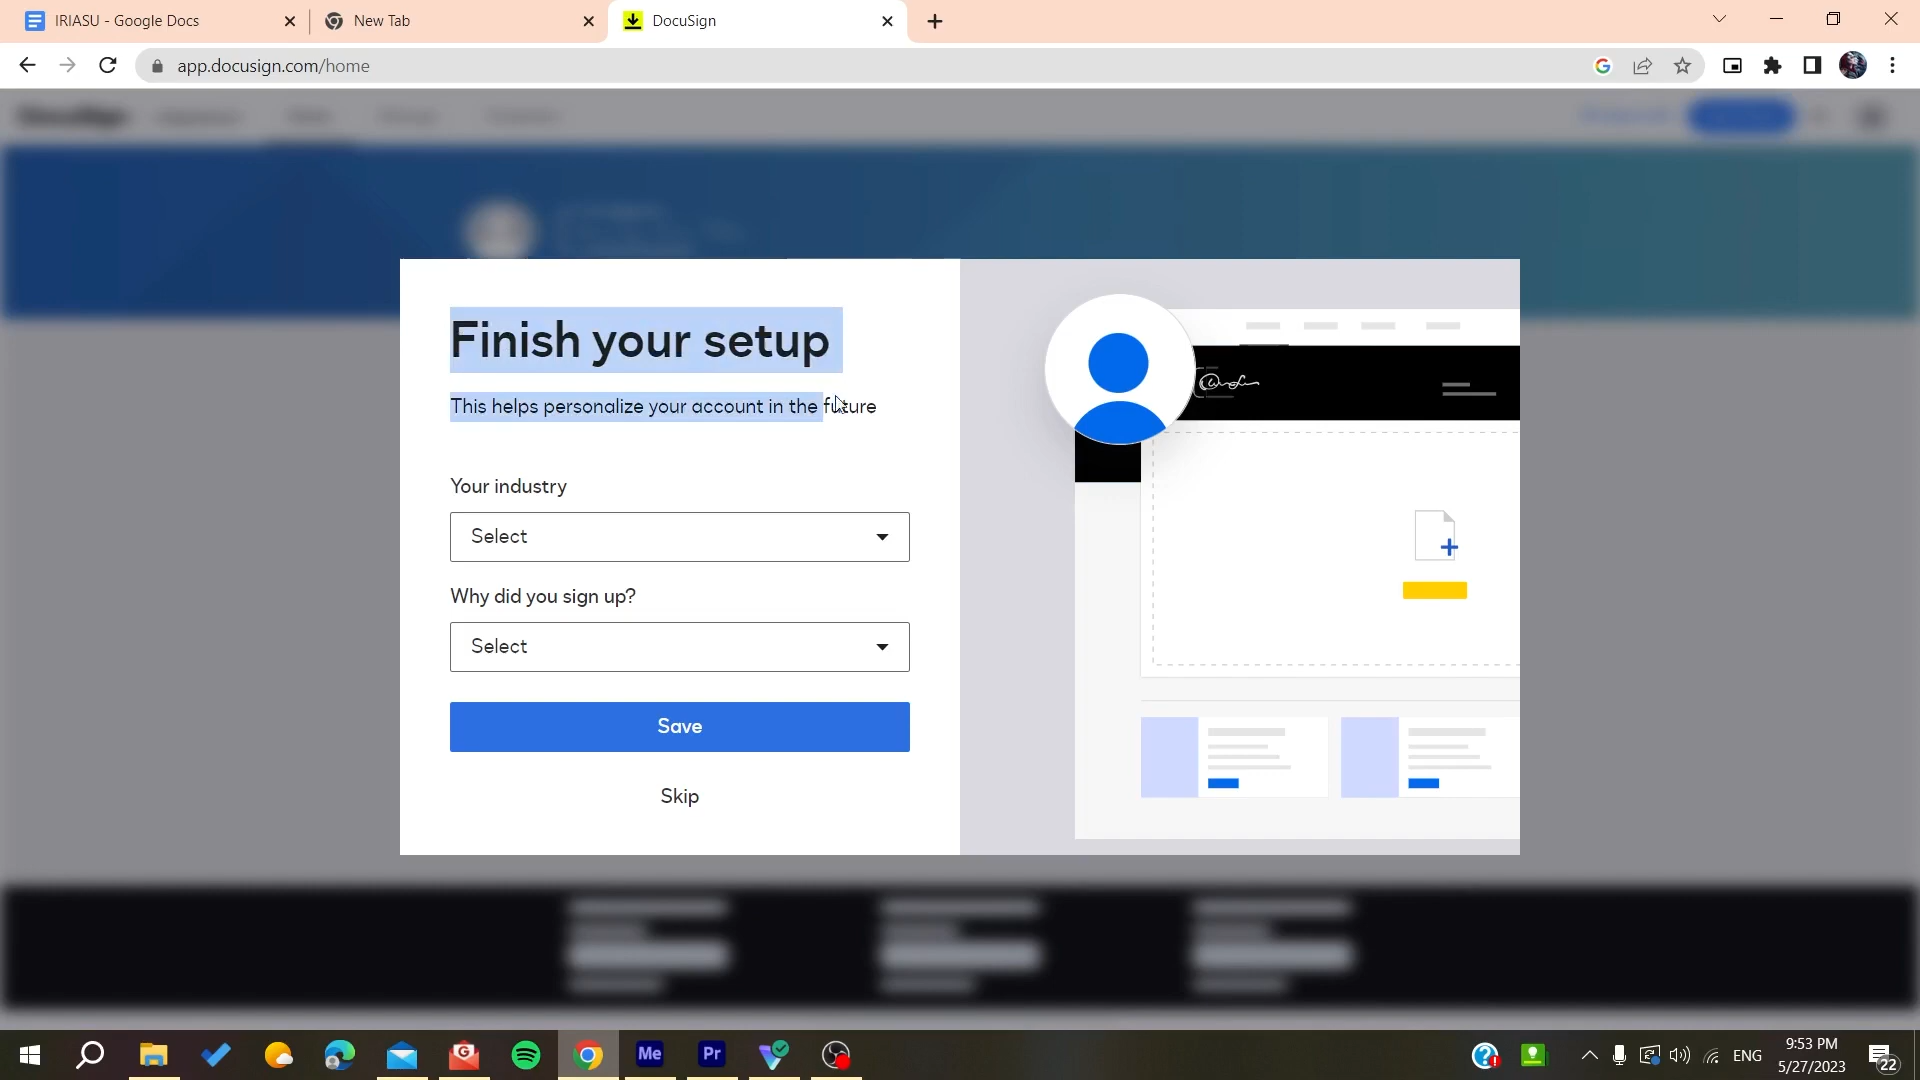 IRIASU - Google Docs
New Tab
DocuSign
app.docusign.com/home
Finish your setup
This helps personalize your account in the future
Your industry
Select
Why did you sign up?
Select
Save
Skip
Me
Pr
ENG
9:53 PM
5/27/2023
22